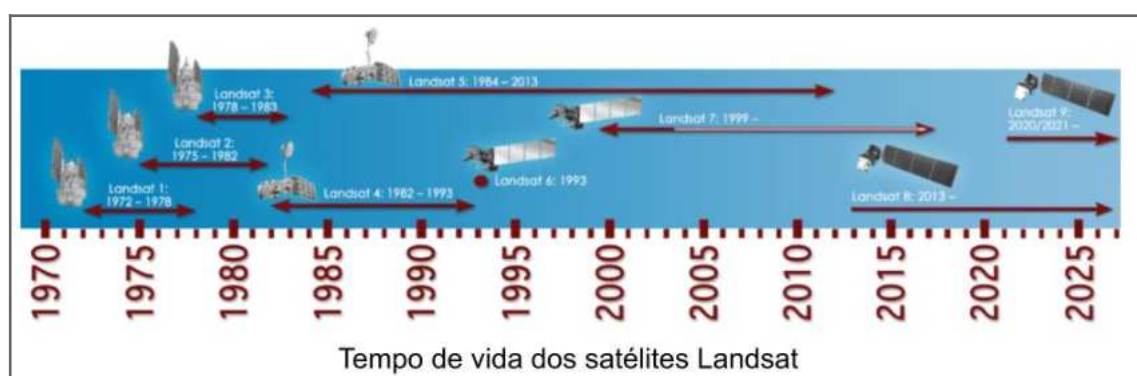 Landsat 5: 1984 – 2013
Landsat 3:
1978 – 1983
Landsat 9:
2020/2021 –
Landsat 7: 1999 –
Landsat 2:
1975 – 1982
Landsat 6: 1993
Landsat 1:
1972 – 1978
Landsat 4: 1982 – 1993
Landsat 8: 2013 –
1970 1975 1980 1985 1990 1995 2000 2005 2010 2015 2020 2025
Tempo de vida dos satélites Landsat